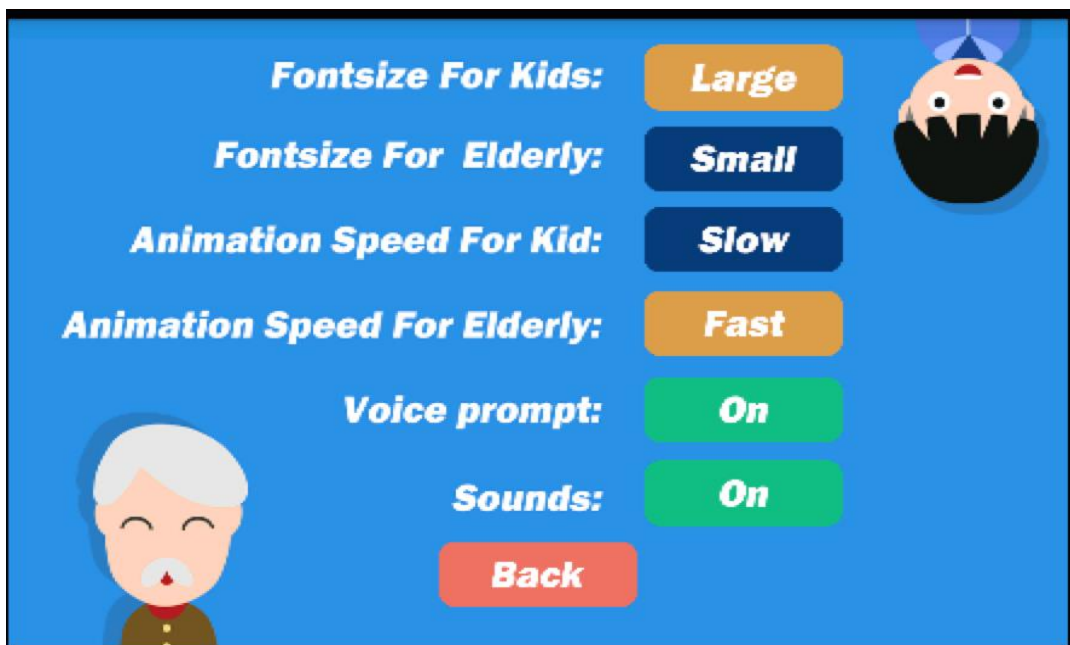 Fontsize For Kids: Large
Fontsize For Elderly: Small
Animation Speed For Kid: Slow
Animation Speed For Elderly: Fast
Voice prompt: On
Sounds: On
Back